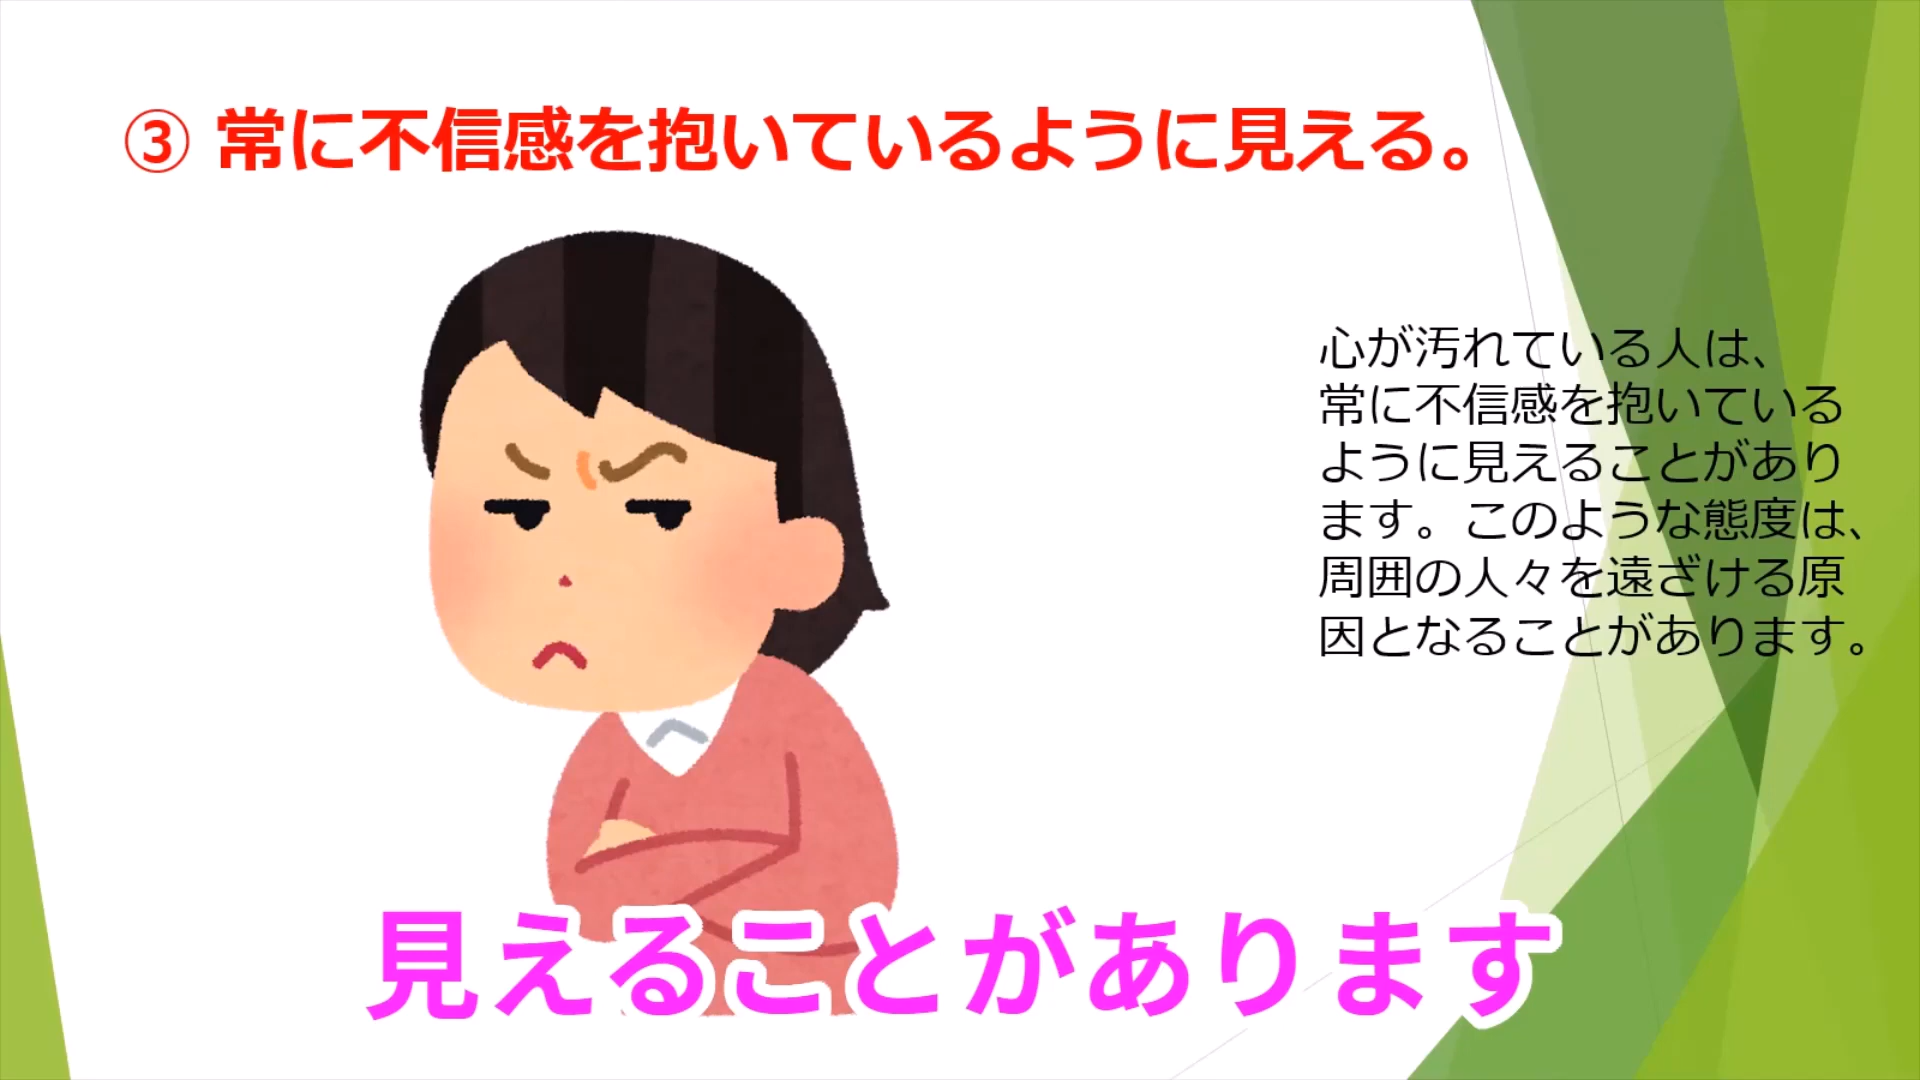 ③ 常に不信感を抱いているように見える。
心が汚れている人は、
常に不信感を抱いている
ように見えることがあり
ます。このような態度は、
周囲の人々を遠ざける原
因となることがあります。
見えることがあります